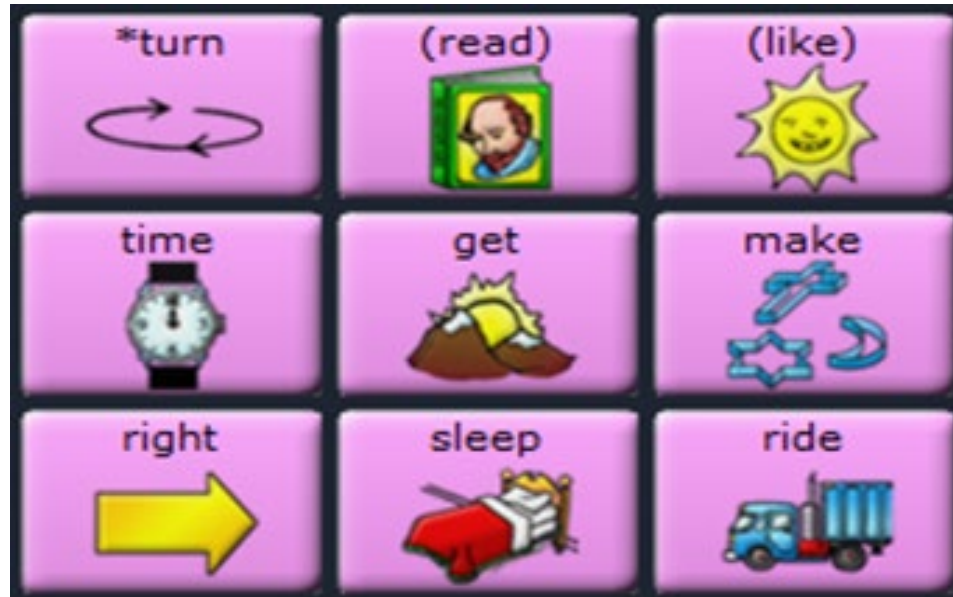 *turn
(read)
(like)
time
get
make
right
sleep
ride